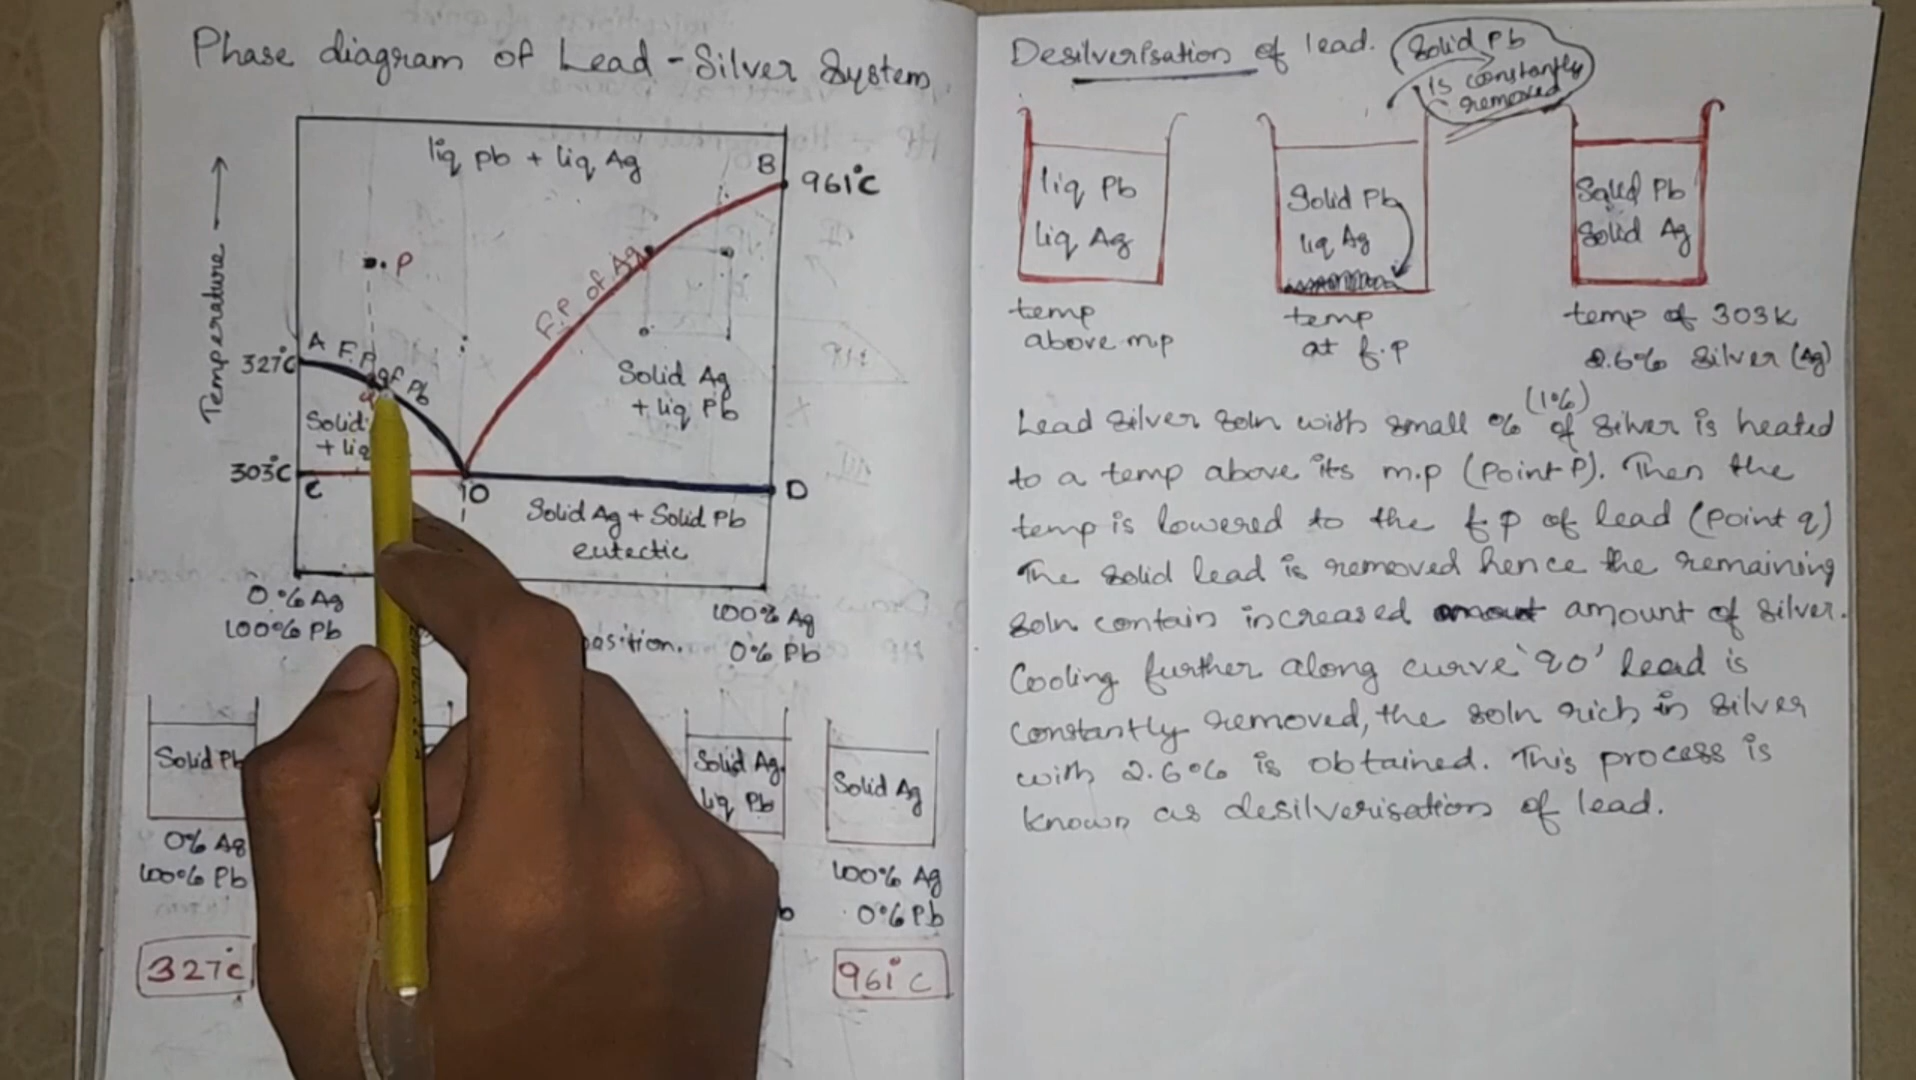 Phase diagram of Lead - Silver System
liq pb + liq Ag
B
961°C
P
F.P. of Ag
Temperature
A
F.P of Pb
327°C
q
Solid
+ liq
Solid Ag
+ liq Pb
303°C
C
O
D
Solid Ag + Solid Pb
eutectic
0% Ag
100% Pb
position.
100% Ag
0% Pb
Solid Pb
0% Ag
100% Pb
327°C
Solid Ag
liq Pb
b
Solid Ag
100% Ag
0% Pb
961°C
Desilverisation of lead.
Solid Pb
is constantly
removed
liq Pb
liq Ag
temp
above m.p
Solid Pb
liq Ag
temp
at f.p
Solid Pb
Solid Ag
temp of 303K
2.6% Silver (Ag)
(1%)
Lead silver soln with small % of silver is heated
to a temp above its m.p (point P). Then the
temp is lowered to the f p of lead (point q)
The solid lead is removed hence the remaining
soln contain increased amount of silver.
Cooling further along curve 'qo' lead is
constantly removed, the soln rich in silver
with 2.6% is obtained. This process is
known as desilverisation of lead.